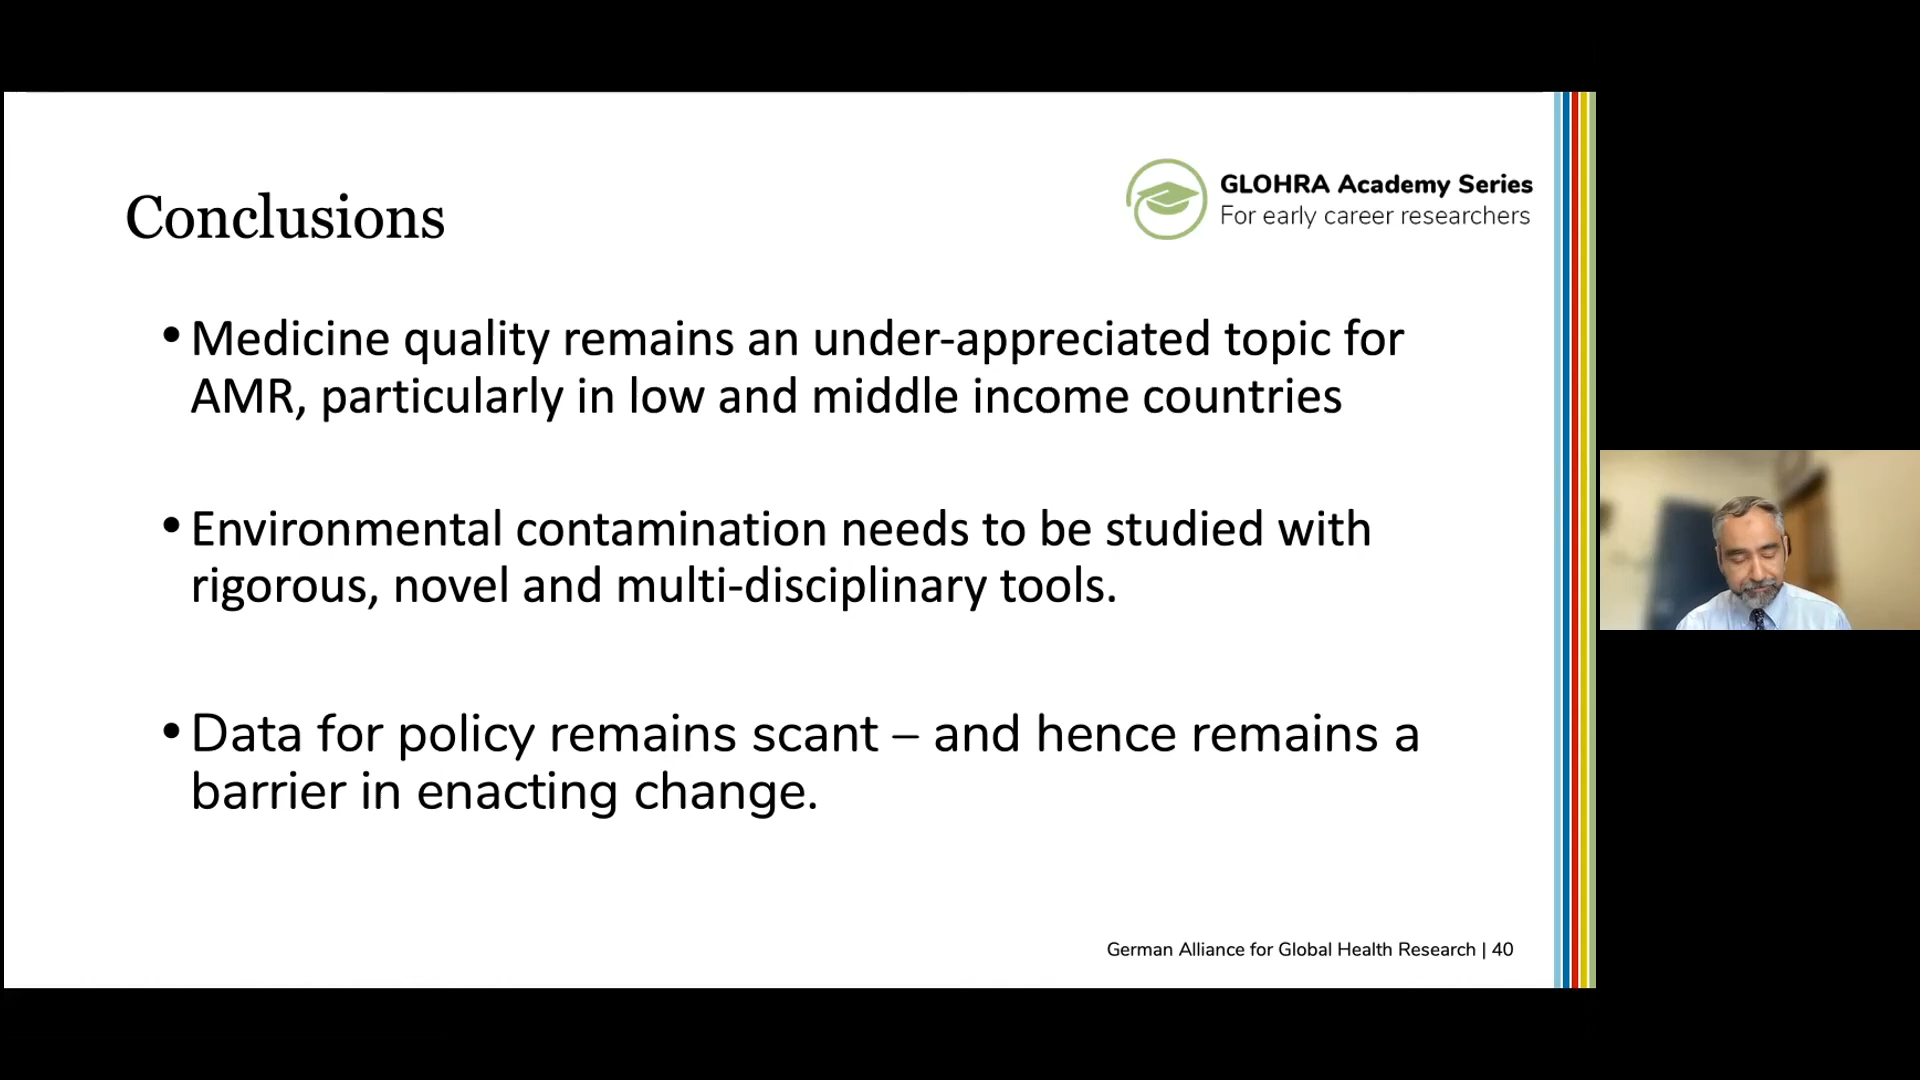 GLOHRA Academy Series
For early career researchers
Conclusions
• Medicine quality remains an under-appreciated topic for
AMR, particularly in low and middle income countries
• Environmental contamination needs to be studied with
rigorous, novel and multi-disciplinary tools.
• Data for policy remains scant – and hence remains a
barrier in enacting change.
German Alliance for Global Health Research | 40